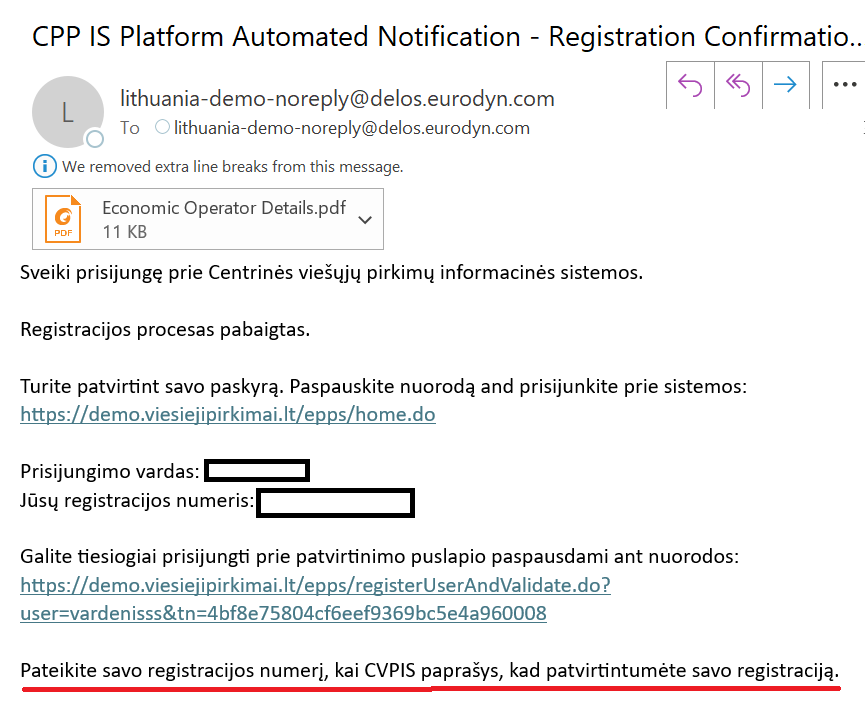 CPP IS Platform Automated Notification - Registration Confirmatio...
L
lithuania-demo-noreply@delos.eurodyn.com
To lithuania-demo-noreply@delos.eurodyn.com
We removed extra line breaks from this message.
PDF
Economic Operator Details.pdf
11 KB
Sveiki prisijungę prie Centrinės viešųjų pirkimų informacinės sistemos.
Registracijos procesas pabaigtas.
Turite patvirtint savo paskyrą. Paspauskite nuorodą and prisijunkite prie sistemos:
https://demo.viesiejipirkimai.lt/epps/home.do
Prisijungimo vardas:
Jūsų registracijos numeris:
Galite tiesiogiai prisijungti prie patvirtinimo puslapio paspausdami ant nuorodos:
https://demo.viesiejipirkimai.lt/epps/registerUserAndValidate.do?
user=vardenisss&tn=4bf8e75804cf6eef9369bc5e4a960008
Pateikite savo registracijos numerį, kai CVPIS paprašys, kad patvirtintumėte savo registraciją.